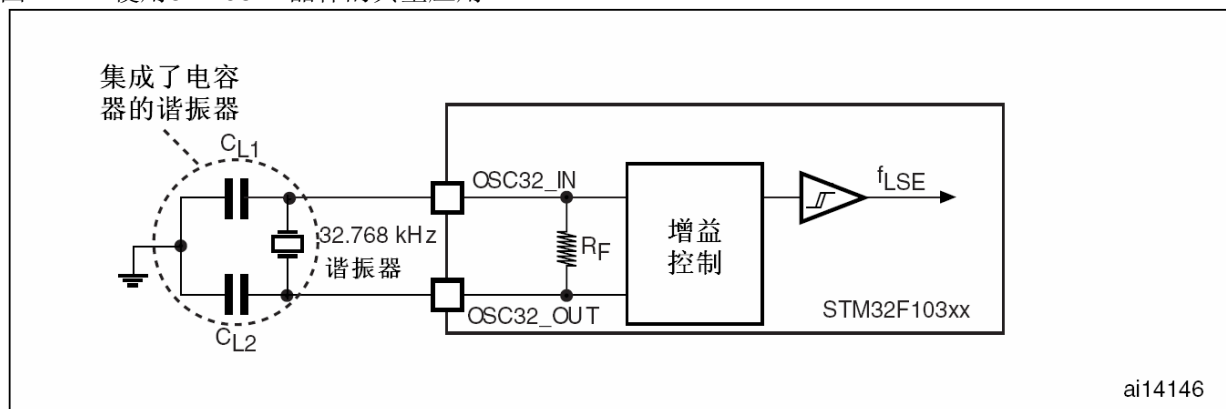 集成了电容
器的谐振器
CL1
OSC32_IN
fLSE
32.768 kHz
谐振器
RF
增益
控制
OSC32_OUT
STM32F103xx
CL2
ai14146